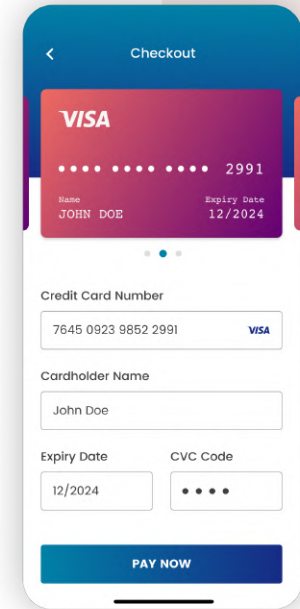 Checkout
VISA
•••• •••• •••• 2991
Name Expiry Date
JOHN DOE 12/2024
Credit Card Number
7645 0923 9852 2991 VISA
Cardholder Name
John Doe
Expiry Date CVC Code
12/2024 ••••
PAY NOW